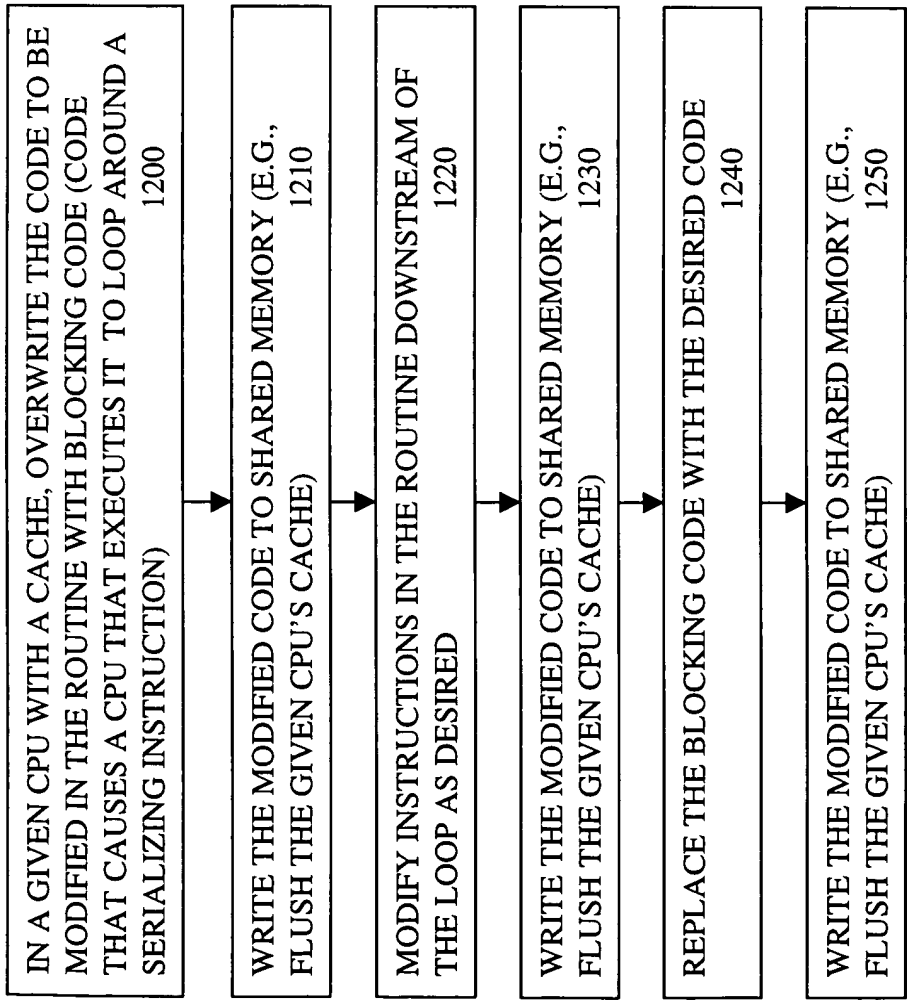 IN A GIVEN CPU WITH A CACHE, OVERWRITE THE CODE TO BE
MODIFIED IN THE ROUTINE WITH BLOCKING CODE (CODE
THAT CAUSES A CPU THAT EXECUTES IT TO LOOP AROUND A
SERIALIZING INSTRUCTION) 1200
WRITE THE MODIFIED CODE TO SHARED MEMORY (E.G.,
FLUSH THE GIVEN CPU'S CACHE) 1210
MODIFY INSTRUCTIONS IN THE ROUTINE DOWNSTREAM OF
THE LOOP AS DESIRED 1220
WRITE THE MODIFIED CODE TO SHARED MEMORY (E.G.,
FLUSH THE GIVEN CPU'S CACHE) 1230
REPLACE THE BLOCKING CODE WITH THE DESIRED CODE
1240
WRITE THE MODIFIED CODE TO SHARED MEMORY (E.G.,
FLUSH THE GIVEN CPU'S CACHE) 1250